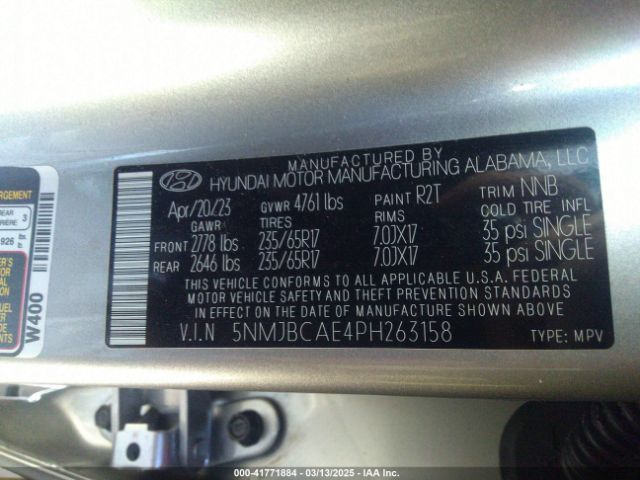 MANUFACTURED BY
HYUNDAI MOTOR MANUFACTURING ALABAMA, LLC
Apr/20/23 GVWR 4761 lbs PAINT R2T TRIM NNB
GAWR TIRES RIMS COLD TIRE INFL
FRONT 2778 lbs 235/65R17 7.0JX17 35 psi SINGLE
REAR 2646 lbs 235/65R17 7.0JX17 35 psi SINGLE
THIS VEHICLE CONFORMS TO ALL APPLICABLE U.S.A. FEDERAL
MOTOR VEHICLE SAFETY AND THEFT PREVENTION STANDARDS
IN EFFECT ON THE DATE OF MANUFACTURE SHOWN ABOVE.
V.I.N 5NMJBCAE4PH263158 TYPE: MPV
REAR
3
926
W400
000-41771884 - 03/13/2025 - IAA Inc.